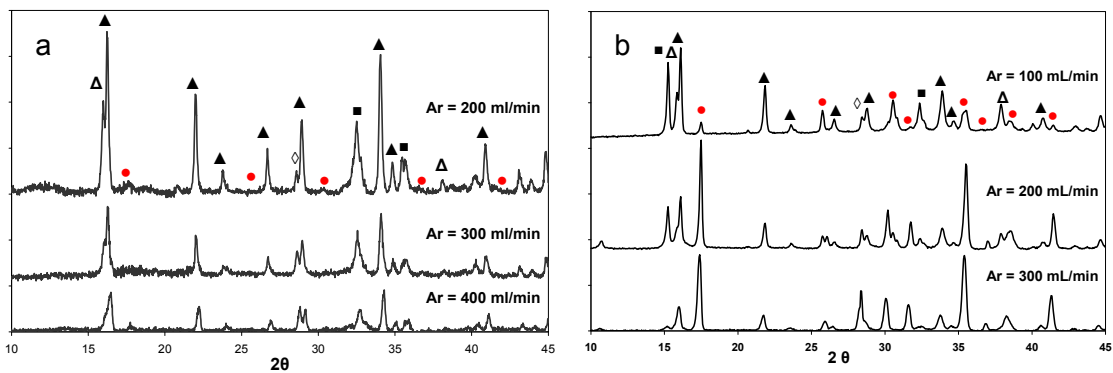 a
Ar = 200 ml/min
Ar = 300 ml/min
Ar = 400 ml/min
10 15 20 25 30 35 40 45
2θ
b
Ar = 100 mL/min
Ar = 200 mL/min
Ar = 300 mL/min
10 15 20 25 30 35 40 45
2 θ